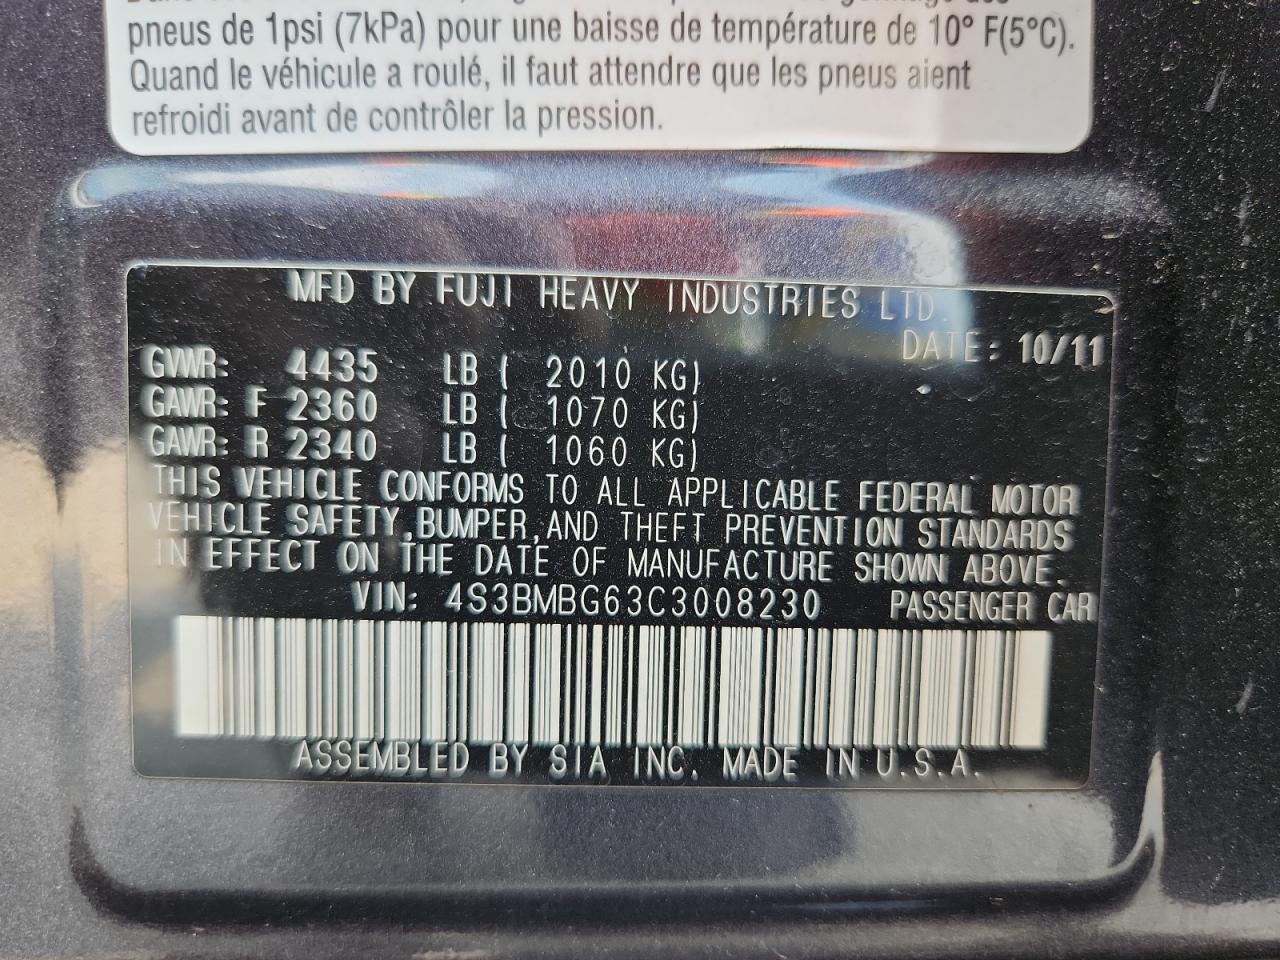 pneus de 1psi (7kPa) pour une baisse de température de 10° F(5°C).
Quand le véhicule a roulé, il faut attendre que les pneus aient
refroidi avant de contrôler la pression.
MFD BY FUJI HEAVY INDUSTRIES LTD.
DATE: 10/11
GVWR: 4435 LB ( 2010 KG)
GAWR: F 2360 LB ( 1070 KG)
GAWR: R 2340 LB ( 1060 KG)
THIS VEHICLE CONFORMS TO ALL APPLICABLE FEDERAL MOTOR
VEHICLE SAFETY,BUMPER,AND THEFT PREVENTION STANDARDS
IN EFFECT ON THE DATE OF MANUFACTURE SHOWN ABOVE.
VIN: 4S3BMBG63C3008230 PASSENGER CAR
ASSEMBLED BY SIA INC. MADE IN U.S.A.